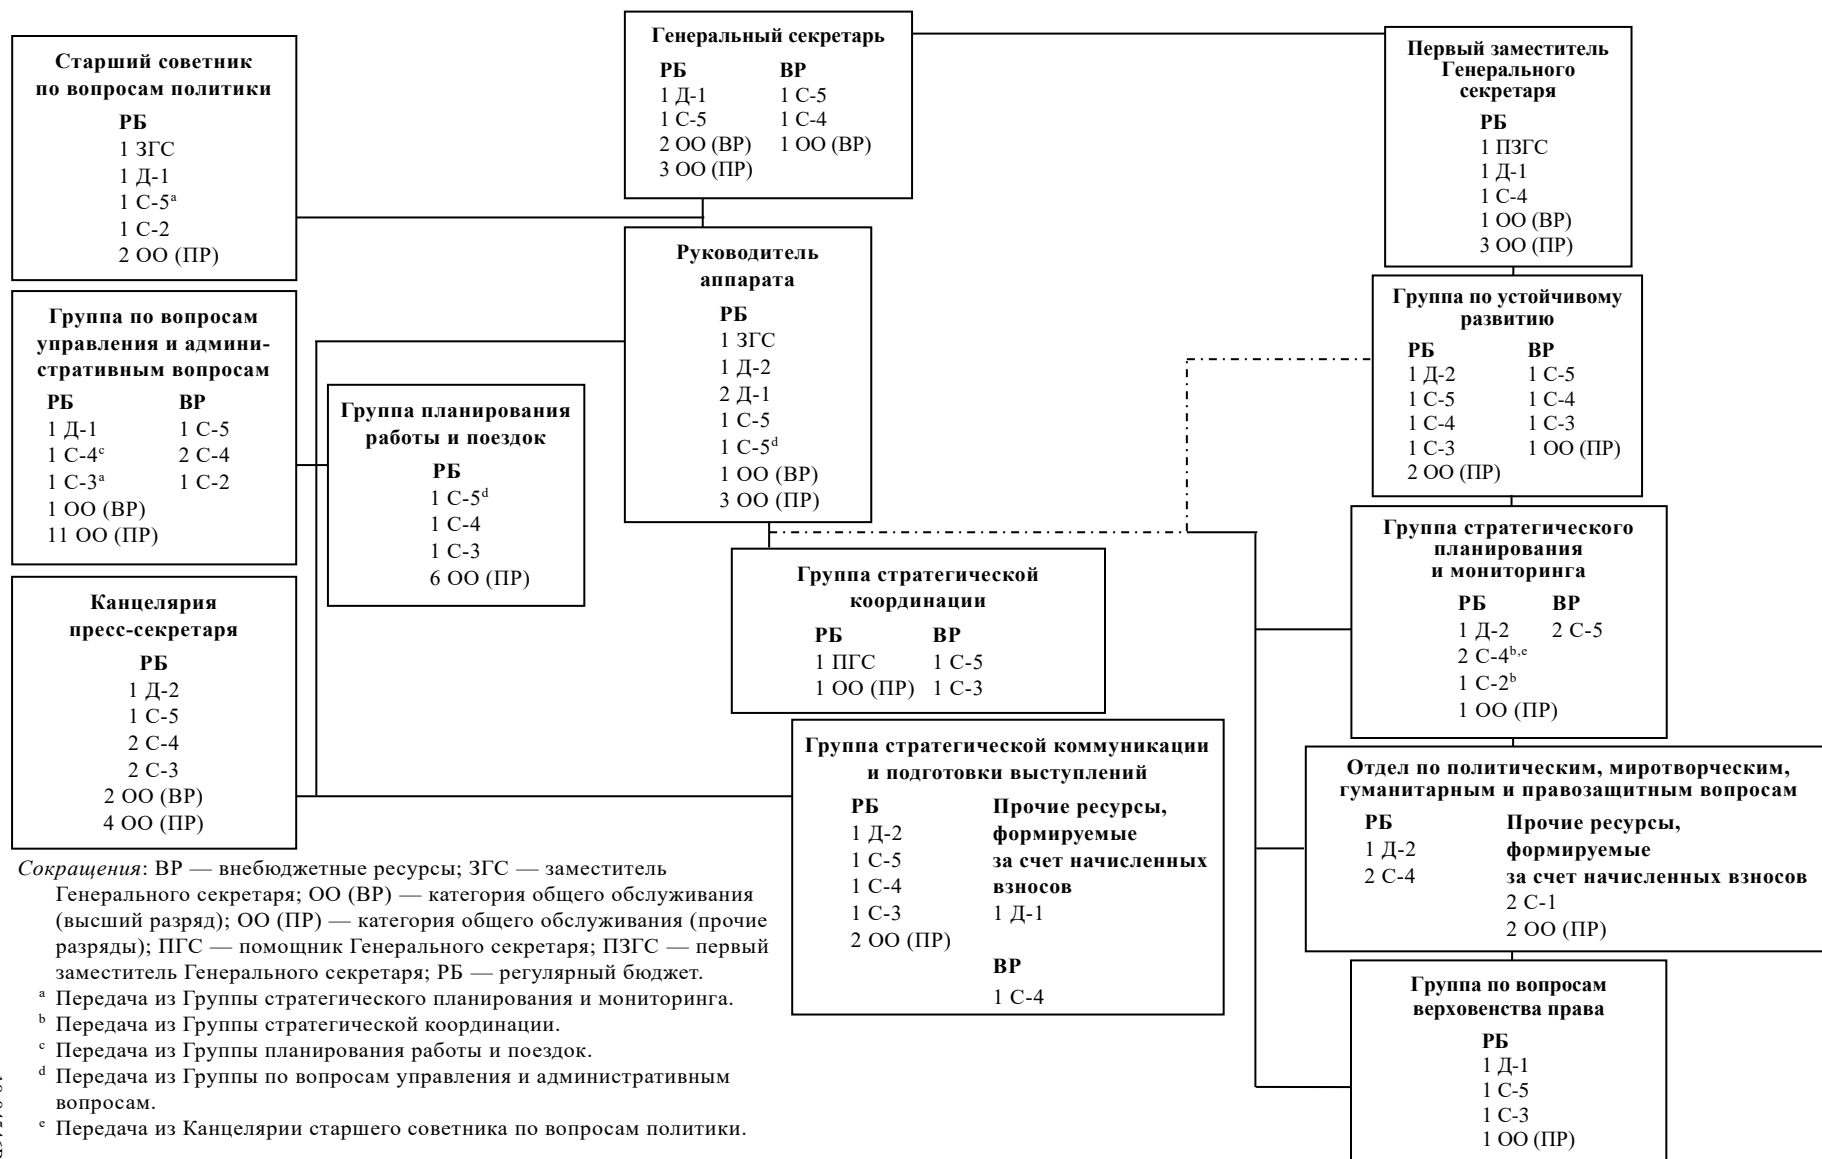 Генеральный секретарь
РБ ВР
1 Д-1 1 С-5
1 С-5 1 С-4
2 ОО (ВР) 1 ОО (ВР)
3 ОО (ПР)
Старший советник
по вопросам политики
РБ
1 ЗГС
1 Д-1
1 С-5ᵃ
1 С-2
2 ОО (ПР)
Первый заместитель
Генерального
секретаря
РБ
1 ПЗГС
1 Д-1
1 С-4
1 ОО (ВР)
3 ОО (ПР)
Руководитель
аппарата
РБ
1 ЗГС
1 Д-2
2 Д-1
1 С-5
1 С-5ᵈ
1 ОО (ВР)
3 ОО (ПР)
Группа по вопросам
управления и админи-
стративным вопросам
РБ ВР
1 Д-1 1 С-5
1 С-4ᶜ 2 С-4
1 С-3ᵃ 1 С-2
1 ОО (ВР)
11 ОО (ПР)
Группа планирования
работы и поездок
РБ
1 С-5ᵈ
1 С-4
1 С-3
6 ОО (ПР)
Группа по устойчивому
развитию
РБ ВР
1 Д-2 1 С-5
1 С-5 1 С-4
1 С-4 1 С-3
1 С-3 1 ОО (ПР)
2 ОО (ПР)
Канцелярия
пресс-секретаря
РБ
1 Д-2
1 С-5
2 С-4
2 С-3
2 ОО (ВР)
4 ОО (ПР)
Группа стратегической
координации
РБ ВР
1 ПГС 1 С-5
1 ОО (ПР) 1 С-3
Группа стратегического
планирования
и мониторинга
РБ ВР
1 Д-2 2 С-5
2 С-4ᵇ,ᵉ
1 С-2ᵇ
1 ОО (ПР)
Группа стратегической коммуникации
и подготовки выступлений
РБ Прочие ресурсы,
1 Д-2 формируемые
1 С-5 за счет начисленных
1 С-4 взносов
1 С-3 1 Д-1
2 ОО (ПР)
ВР
1 С-4
Отдел по политическим, миротворческим,
гуманитарным и правозащитным вопросам
РБ Прочие ресурсы,
1 Д-2 формируемые
2 С-4 за счет начисленных взносов
2 С-1
2 ОО (ПР)
Группа по вопросам
верховенства права
РБ
1 Д-1
1 С-5
1 С-3
1 ОО (ПР)
Сокращения: ВР — внебюджетные ресурсы; ЗГС — заместитель
Генерального секретаря; ОО (ВР) — категория общего обслуживания
(высший разряд); ОО (ПР) — категория общего обслуживания (прочие
разряды); ПГС — помощник Генерального секретаря; ПЗГС — первый
заместитель Генерального секретаря; РБ — регулярный бюджет.
ᵃ Передача из Группы стратегического планирования и мониторинга.
ᵇ Передача из Группы стратегической координации.
ᶜ Передача из Группы планирования работы и поездок.
ᵈ Передача из Группы по вопросам управления и административным
вопросам.
ᵉ Передача из Канцелярии старшего советника по вопросам политики.